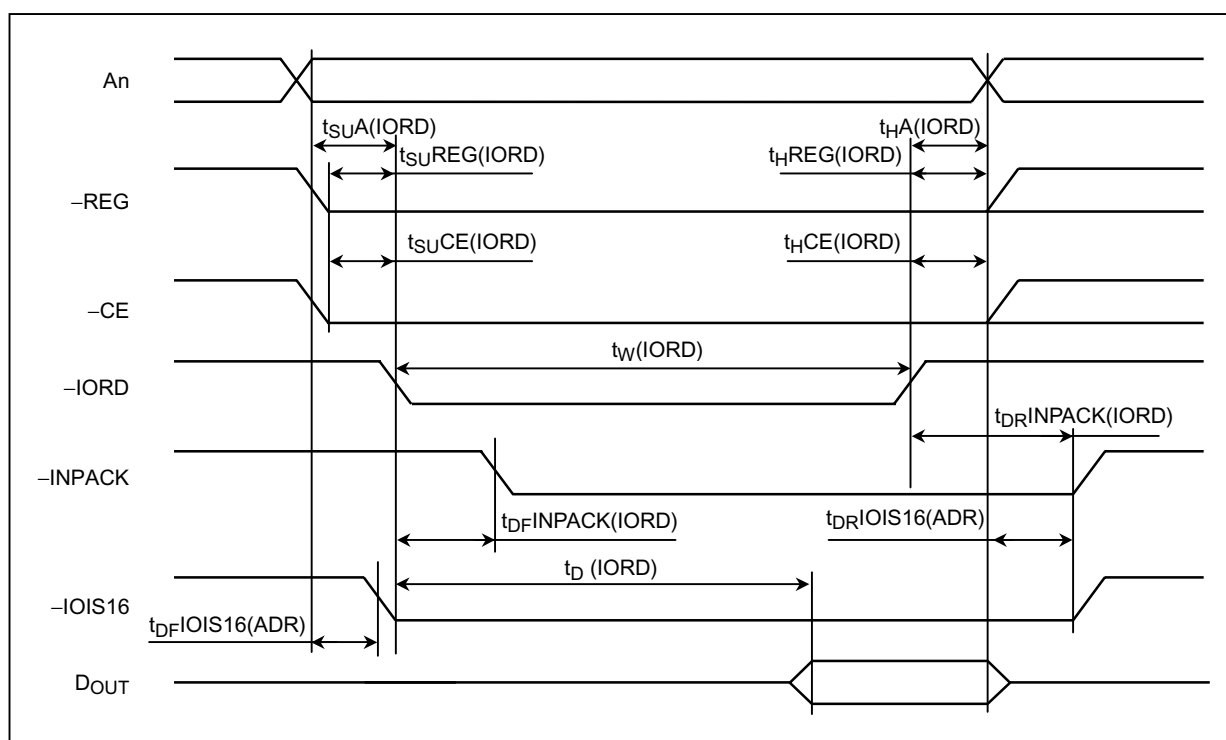 An
tSUA(IORD)
tHA(IORD)
tSUREG(IORD)
tHREG(IORD)
–REG
tSUCE(IORD)
tHCE(IORD)
–CE
tW(IORD)
–IORD
tDRINPACK(IORD)
–INPACK
tDFINPACK(IORD)
tDRIOIS16(ADR)
tD (IORD)
–IOIS16
tDFIOIS16(ADR)
DOUT